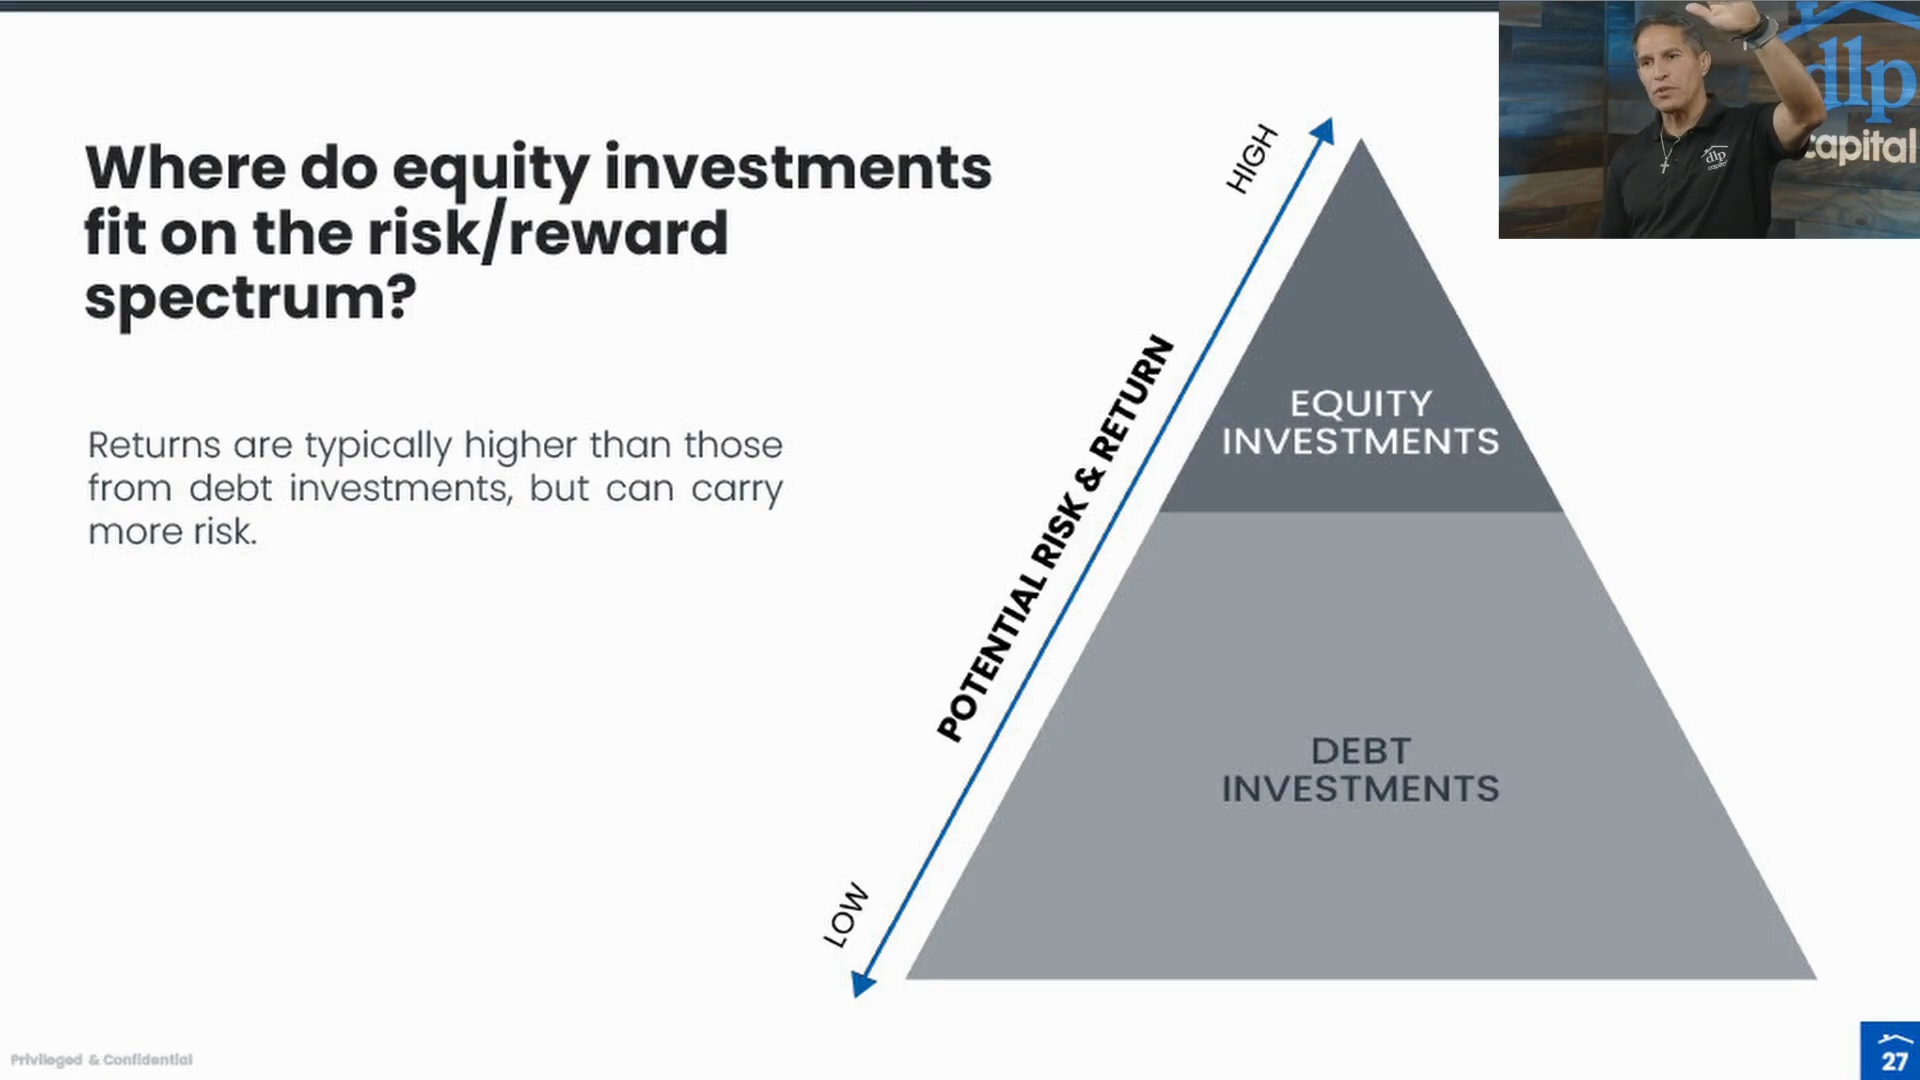 Where do equity investments
fit on the risk/reward
spectrum?
Returns are typically higher than those
from debt investments, but can carry
more risk.
HIGH
POTENTIAL RISK & RETURN
LOW
EQUITY
INVESTMENTS
DEBT
INVESTMENTS
dlp
capital
dlp
capital
Privileged & Confidential
27